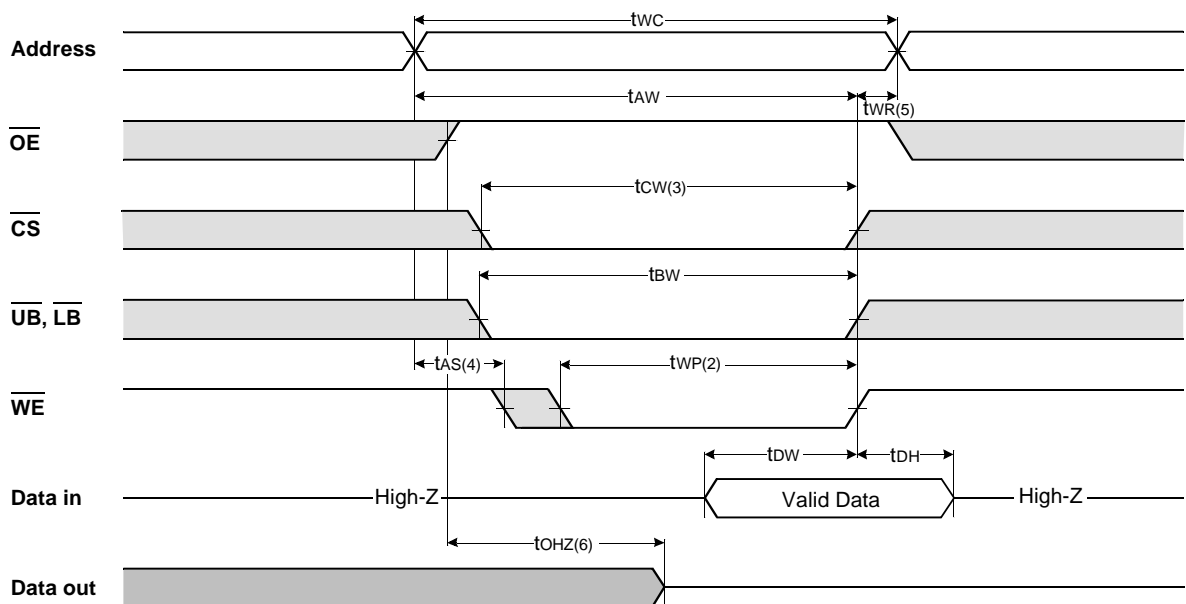 tWC
Address
tAW
tWR(5)
OE
tCW(3)
CS
tBW
UB, LB
tAS(4)
tWP(2)
WE
tDW
tDH
Data in
High-Z
Valid Data
High-Z
tOHZ(6)
Data out